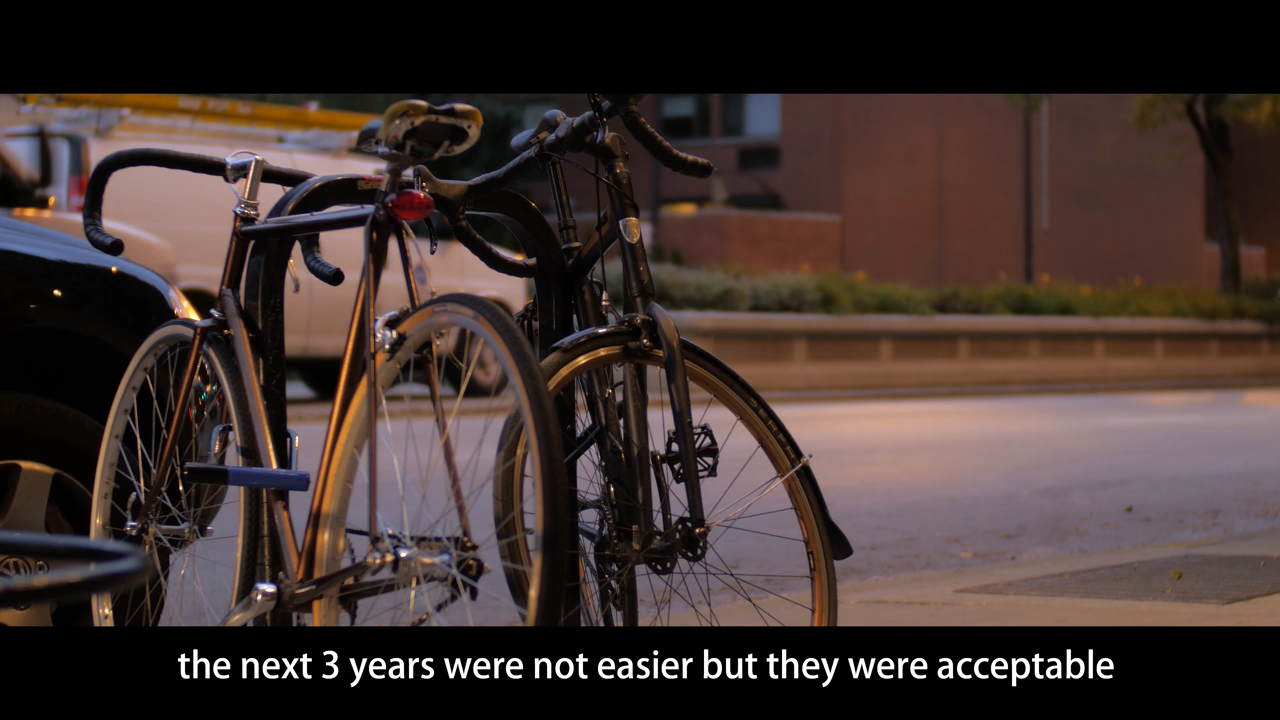 the next 3 years were not easier but they were acceptable